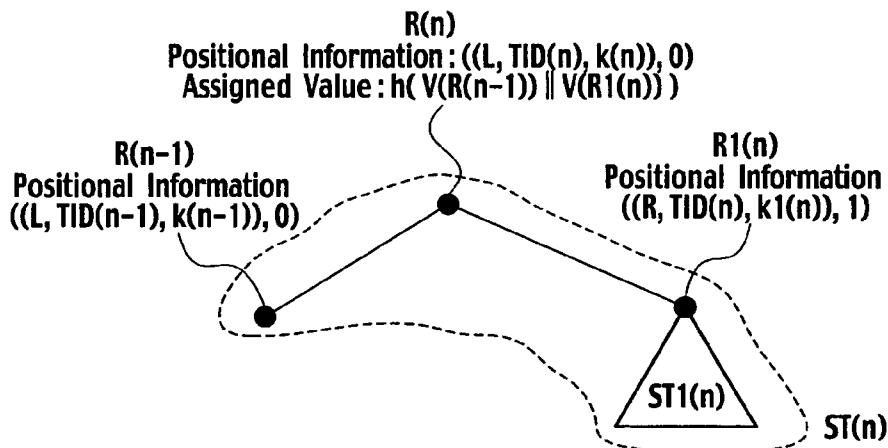 R(n)
Positional Information : ((L, TID(n), k(n)), 0)
Assigned Value : h( V(R(n-1)) || V(R1(n)) )
R(n-1)
Positional Information
((L, TID(n-1), k(n-1)), 0)
R1(n)
Positional Information
((R, TID(n), k1(n)), 1)
ST1(n)
ST(n)